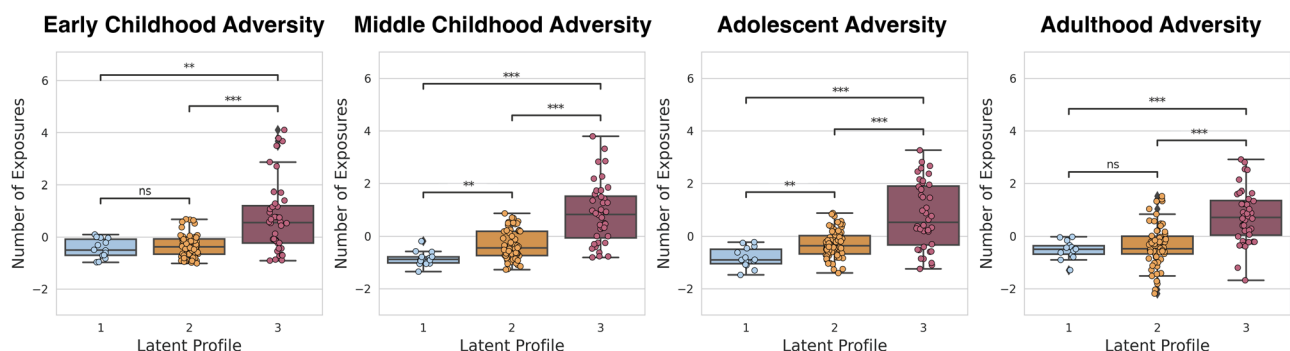 Early Childhood Adversity
Number of Exposures
6
4
2
0
−2
**
***
ns
1 2 3
Latent Profile
Middle Childhood Adversity
Number of Exposures
6
4
2
0
−2
***
***
**
1 2 3
Latent Profile
Adolescent Adversity
Number of Exposures
6
4
2
0
−2
***
***
**
1 2 3
Latent Profile
Adulthood Adversity
Number of Exposures
6
4
2
0
−2
***
***
ns
1 2 3
Latent Profile